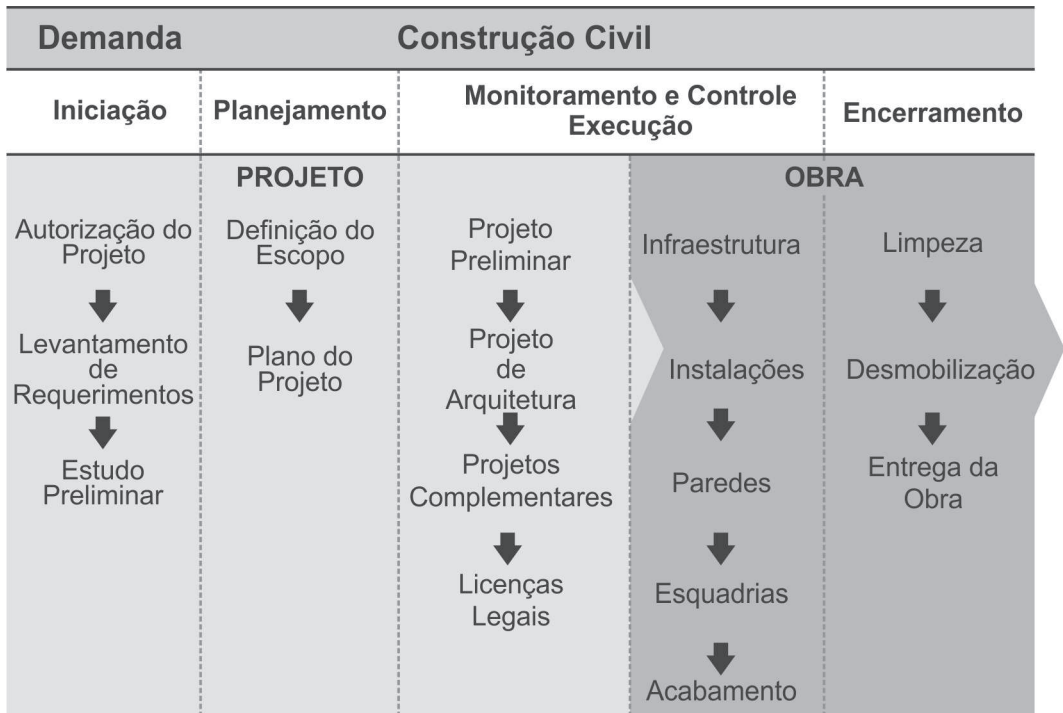 Demanda
Construção Civil
Iniciação
Planejamento
Monitoramento e Controle
Execução
Encerramento
PROJETO
OBRA
Autorização do
Projeto
Levantamento
de
Requerimentos
Estudo
Preliminar
Definição do
Escopo
Plano do
Projeto
Projeto
Preliminar
Projeto
de
Arquitetura
Projetos
Complementares
Licenças
Legais
Infraestrutura
Instalações
Paredes
Esquadrias
Acabamento
Limpeza
Desmobilização
Entrega da
Obra